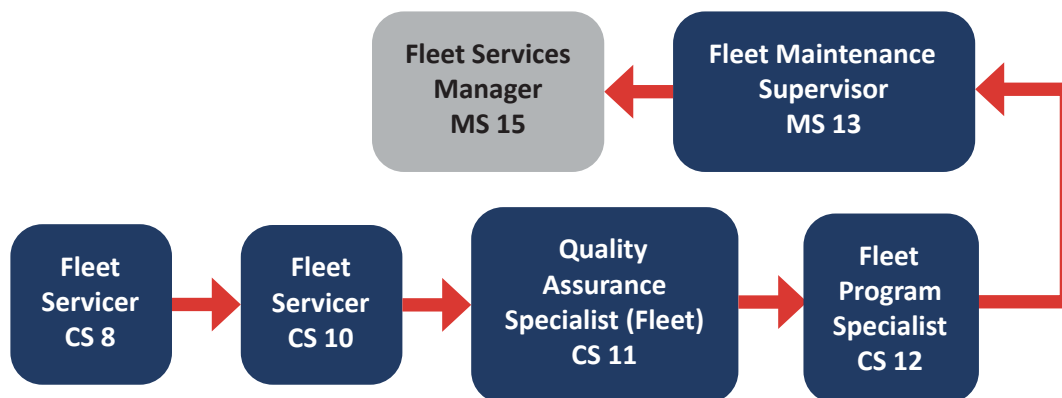 Fleet Services
Manager
MS 15
Fleet Maintenance
Supervisor
MS 13
Fleet
Servicer
CS 8
Fleet
Servicer
CS 10
Quality
Assurance
Specialist (Fleet)
CS 11
Fleet
Program
Specialist
CS 12